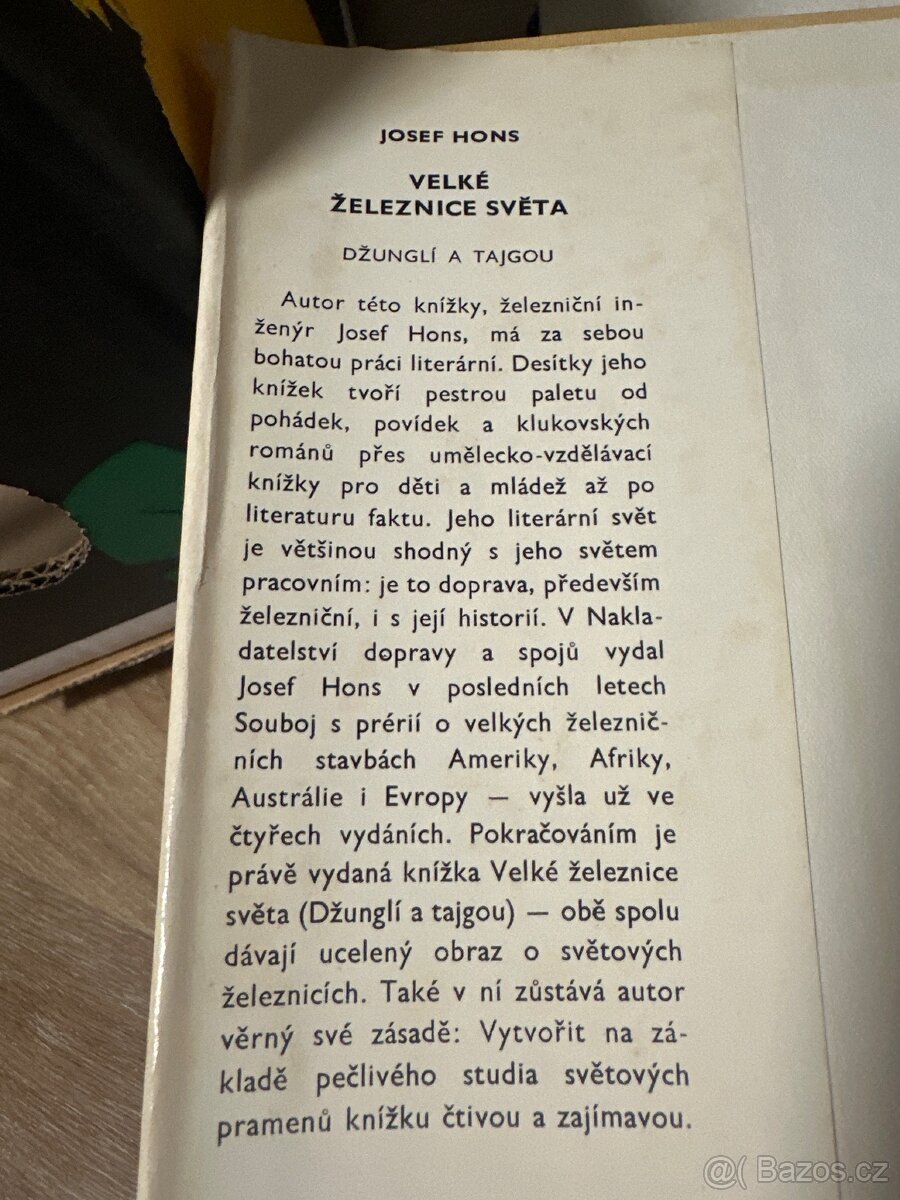 JOSEF HONS
VELKÉ
ŽELEZNICE SVĚTA
DŽUNGLÍ A TAJGOU
Autor této knížky, železniční in-
ženýr Josef Hons, má za sebou
bohatou práci literární. Desítky jeho
knížek tvoří pestrou paletu od
pohádek, povídek a klukovských
románů přes umělecko-vzdělávací
knížky pro děti a mládež až po
literaturu faktu. Jeho literární svět
je většinou shodný s jeho světem
pracovním: je to doprava, především
železniční, i s její historií. V Nakla-
datelství dopravy a spojů vydal
Josef Hons v posledních letech
Souboj s prérií o velkých železnič-
ních stavbách Ameriky, Afriky,
Austrálie i Evropy — vyšla už ve
čtyřech vydáních. Pokračováním je
právě vydaná knížka Velké železnice
světa (Džunglí a tajgou) — obě spolu
dávají ucelený obraz o světových
železnicích. Také v ní zůstává autor
věrný své zásadě: Vytvořit na zá-
kladě pečlivého studia světových
pramenů knížku čtivou a zajímavou.
@( Bazos.cz